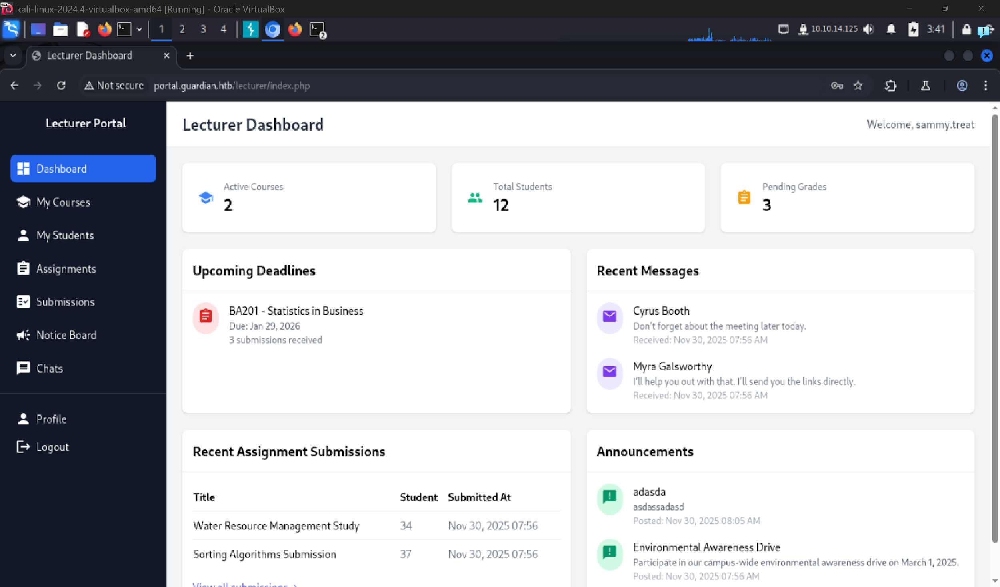 kali-linux-2024.4-virtualbox-amd64 [Running] - Oracle VirtualBox
1 2 3 4
2
10.10.14.125
3:41
Lecturer Dashboard
Not secure
portal.guardian.htb/lecturer/index.php
Lecturer Portal
Dashboard
My Courses
My Students
Assignments
Submissions
Notice Board
Chats
Profile
Logout
Lecturer Dashboard
Welcome, sammy.treat
Active Courses
2
Total Students
12
Pending Grades
3
Upcoming Deadlines
BA201 - Statistics in Business
Due: Jan 29, 2026
3 submissions received
Recent Messages
Cyrus Booth
Don't forget about the meeting later today.
Received: Nov 30, 2025 07:56 AM
Myra Galsworthy
I'll help you out with that. I'll send you the links directly.
Received: Nov 30, 2025 07:56 AM
Recent Assignment Submissions
Title Student Submitted At
Water Resource Management Study 34 Nov 30, 2025 07:56
Sorting Algorithms Submission 37 Nov 30, 2025 07:56
View all submissions
Announcements
adasda
asdassadasd
Posted: Nov 30, 2025 08:05 AM
Environmental Awareness Drive
Participate in our campus-wide environmental awareness drive on March 1, 2025.
Posted: Nov 30, 2025 07:56 AM